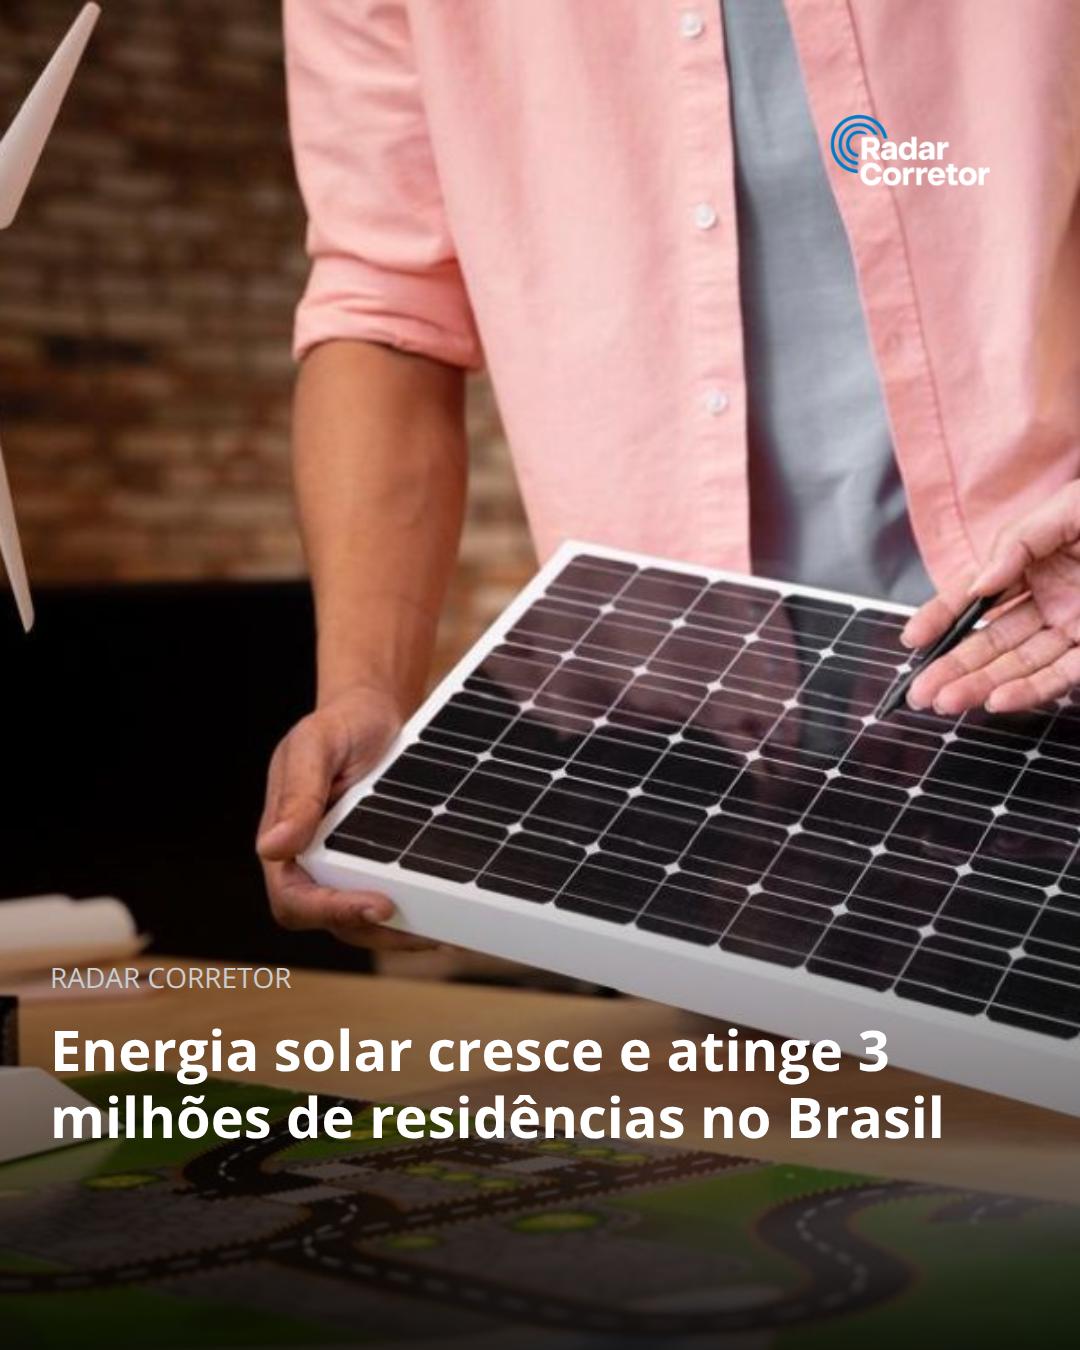 Radar
Corretor
RADAR CORRETOR
Energia solar cresce e atinge 3
milhões de residências no Brasil